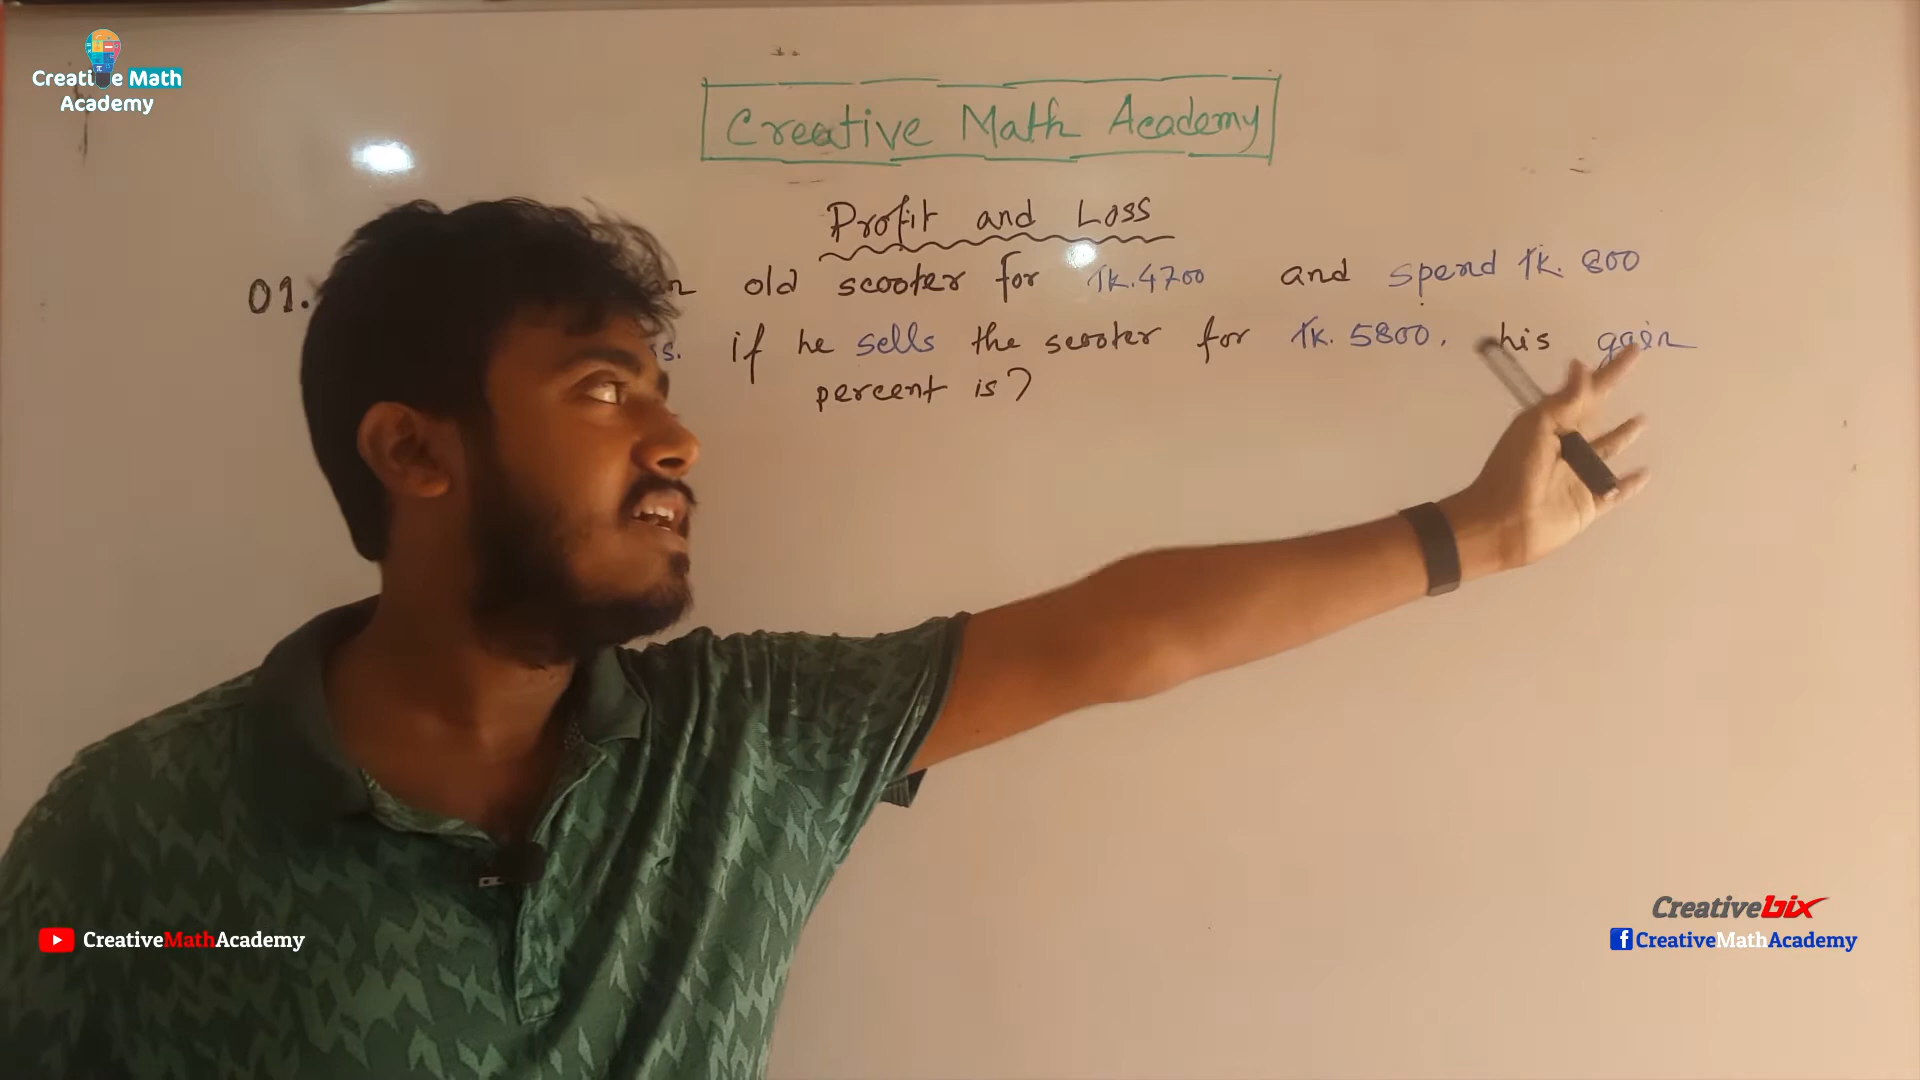 Creative Math
Academy
Creative Math Academy
Profit and Loss
01. an old scooter for Tk.4700 and spend Tk. 800
s. if he sells the scooter for Tk. 5800. his gain
percent is?
Creativebix
CreativeMathAcademy
CreativeMathAcademy